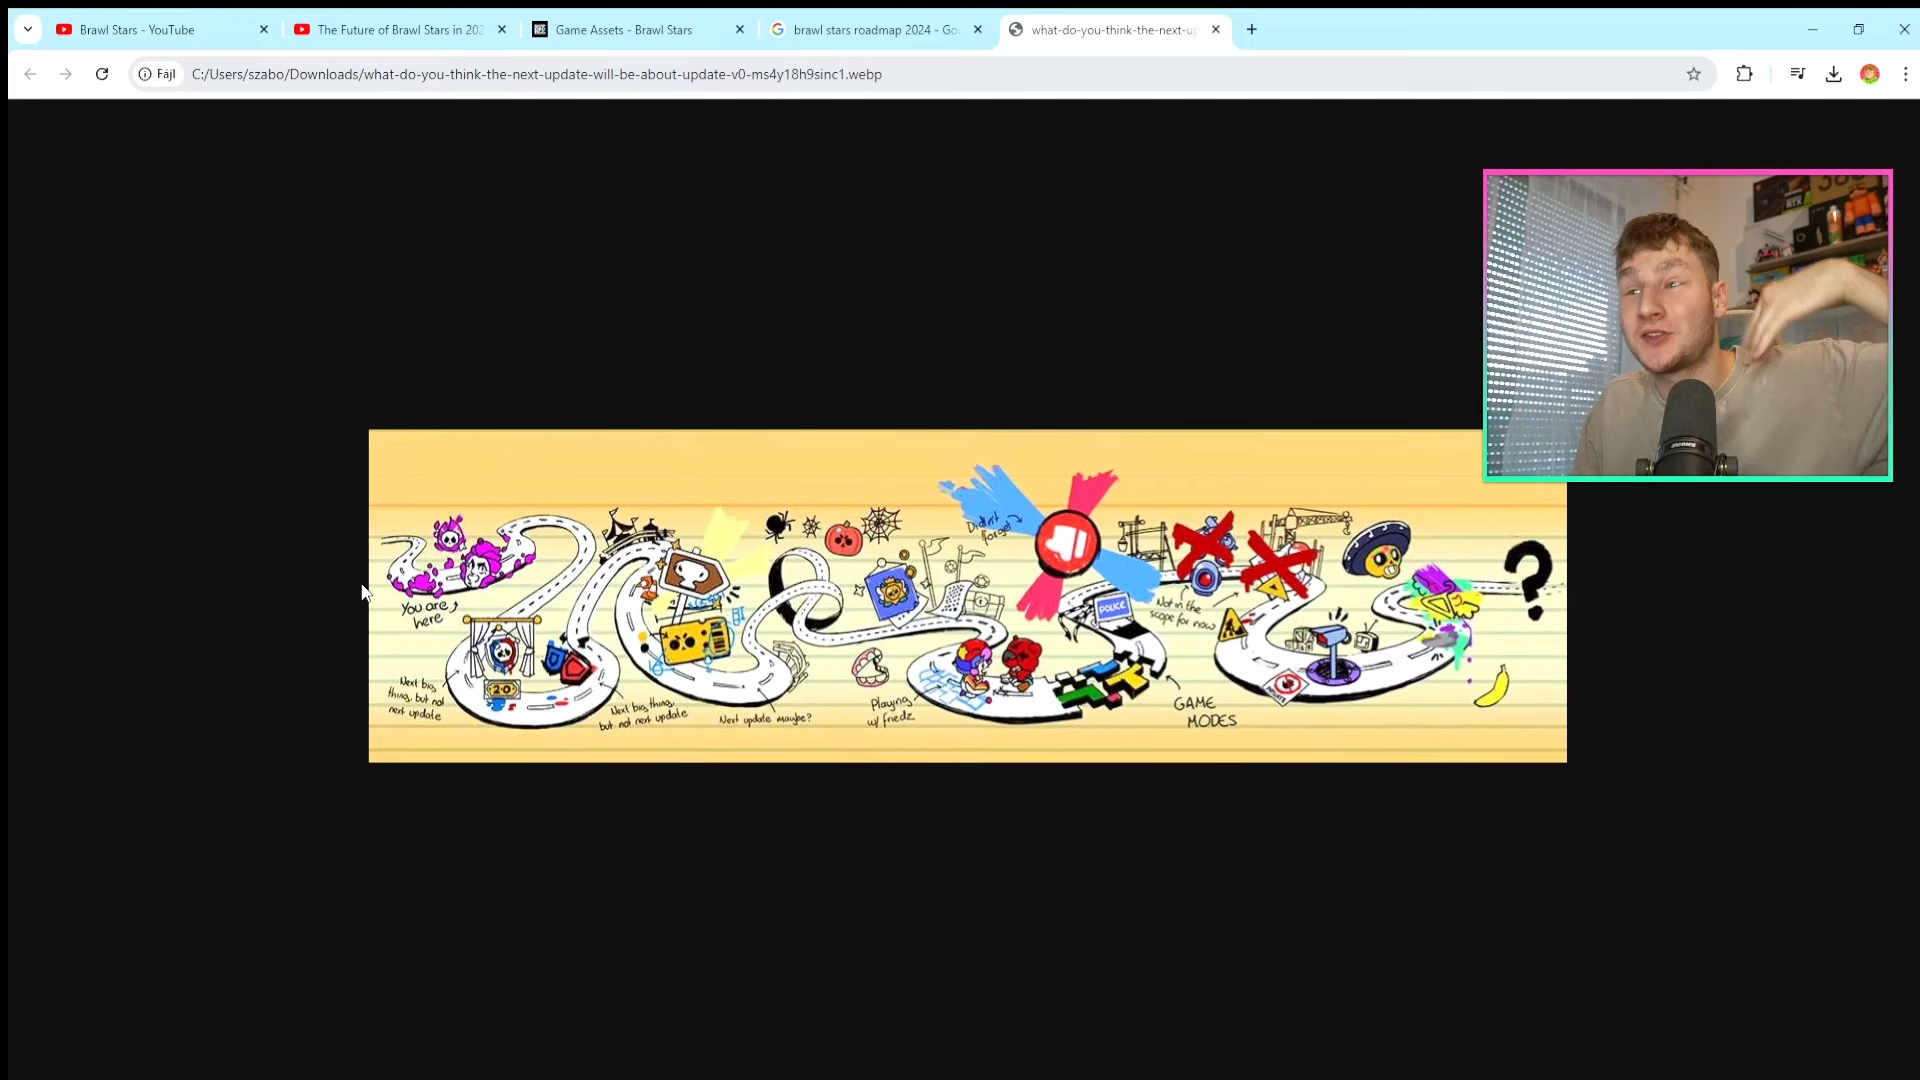 Brawl Stars - YouTube
The Future of Brawl Stars in 202
Game Assets - Brawl Stars
brawl stars roadmap 2024 - Go
what-do-you-think-the-next-up
Fájl
C:/Users/szabo/Downloads/what-do-you-think-the-next-update-will-be-about-update-v0-ms4y18h9sinc1.webp
Didn't
forget
You are
here
POLICE
Not in the
scope for now
2.0
Next big
thing, but not
next update
Next big thing,
but not next update
Next update maybe?
Playing
w/ friedz
GAME
MODES
?